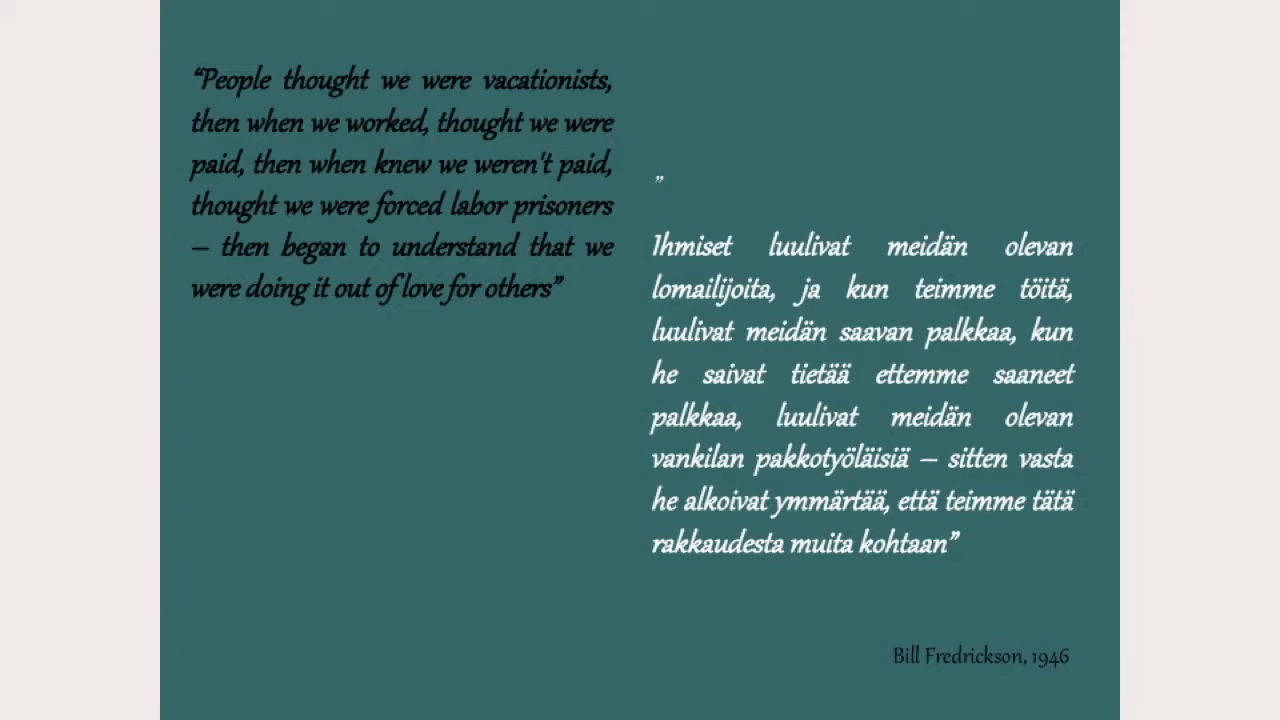 “People thought we were vacationists,
then when we worked, thought we were
paid, then when knew we weren't paid,
thought we were forced labor prisoners
– then began to understand that we
were doing it out of love for others”
”
Ihmiset luulivat meidän olevan
lomailijoita, ja kun teimme töitä,
luulivat meidän saavan palkkaa, kun
he saivat tietää ettemme saaneet
palkkaa, luulivat meidän olevan
vankilan pakkotyöläisiä – sitten vasta
he alkoivat ymmärtää, että teimme tätä
rakkaudesta muita kohtaan”
Bill Fredrickson, 1946